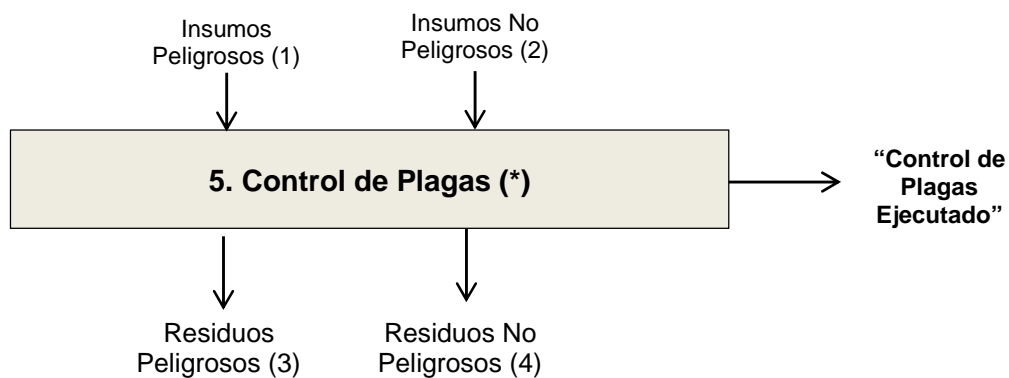 Insumos
Peligrosos (1)
Insumos No
Peligrosos (2)
5. Control de Plagas (*)
“Control de
Plagas
Ejecutado”
Residuos
Peligrosos (3)
Residuos No
Peligrosos (4)